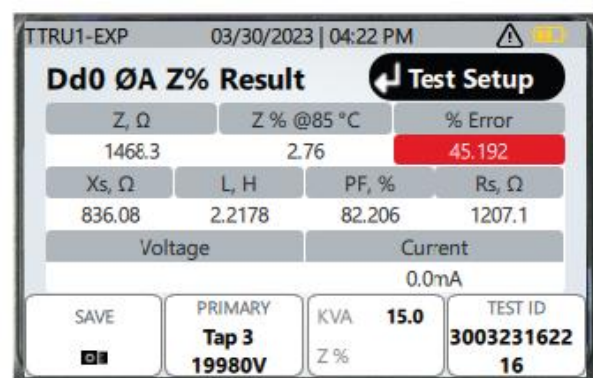 TTRU1-EXP 03/30/2023 | 04:22 PM
Dd0 ØA Z% Result Test Setup
Z, Ω Z % @85 °C % Error
1468.3 2.76 45.192
Xs, Ω L, H PF, % Rs, Ω
836.08 2.2178 82.206 1207.1
Voltage Current
0.0mA
SAVE PRIMARY KVA 15.0 TEST ID
Tap 3 3003231622
19980V Z % 16